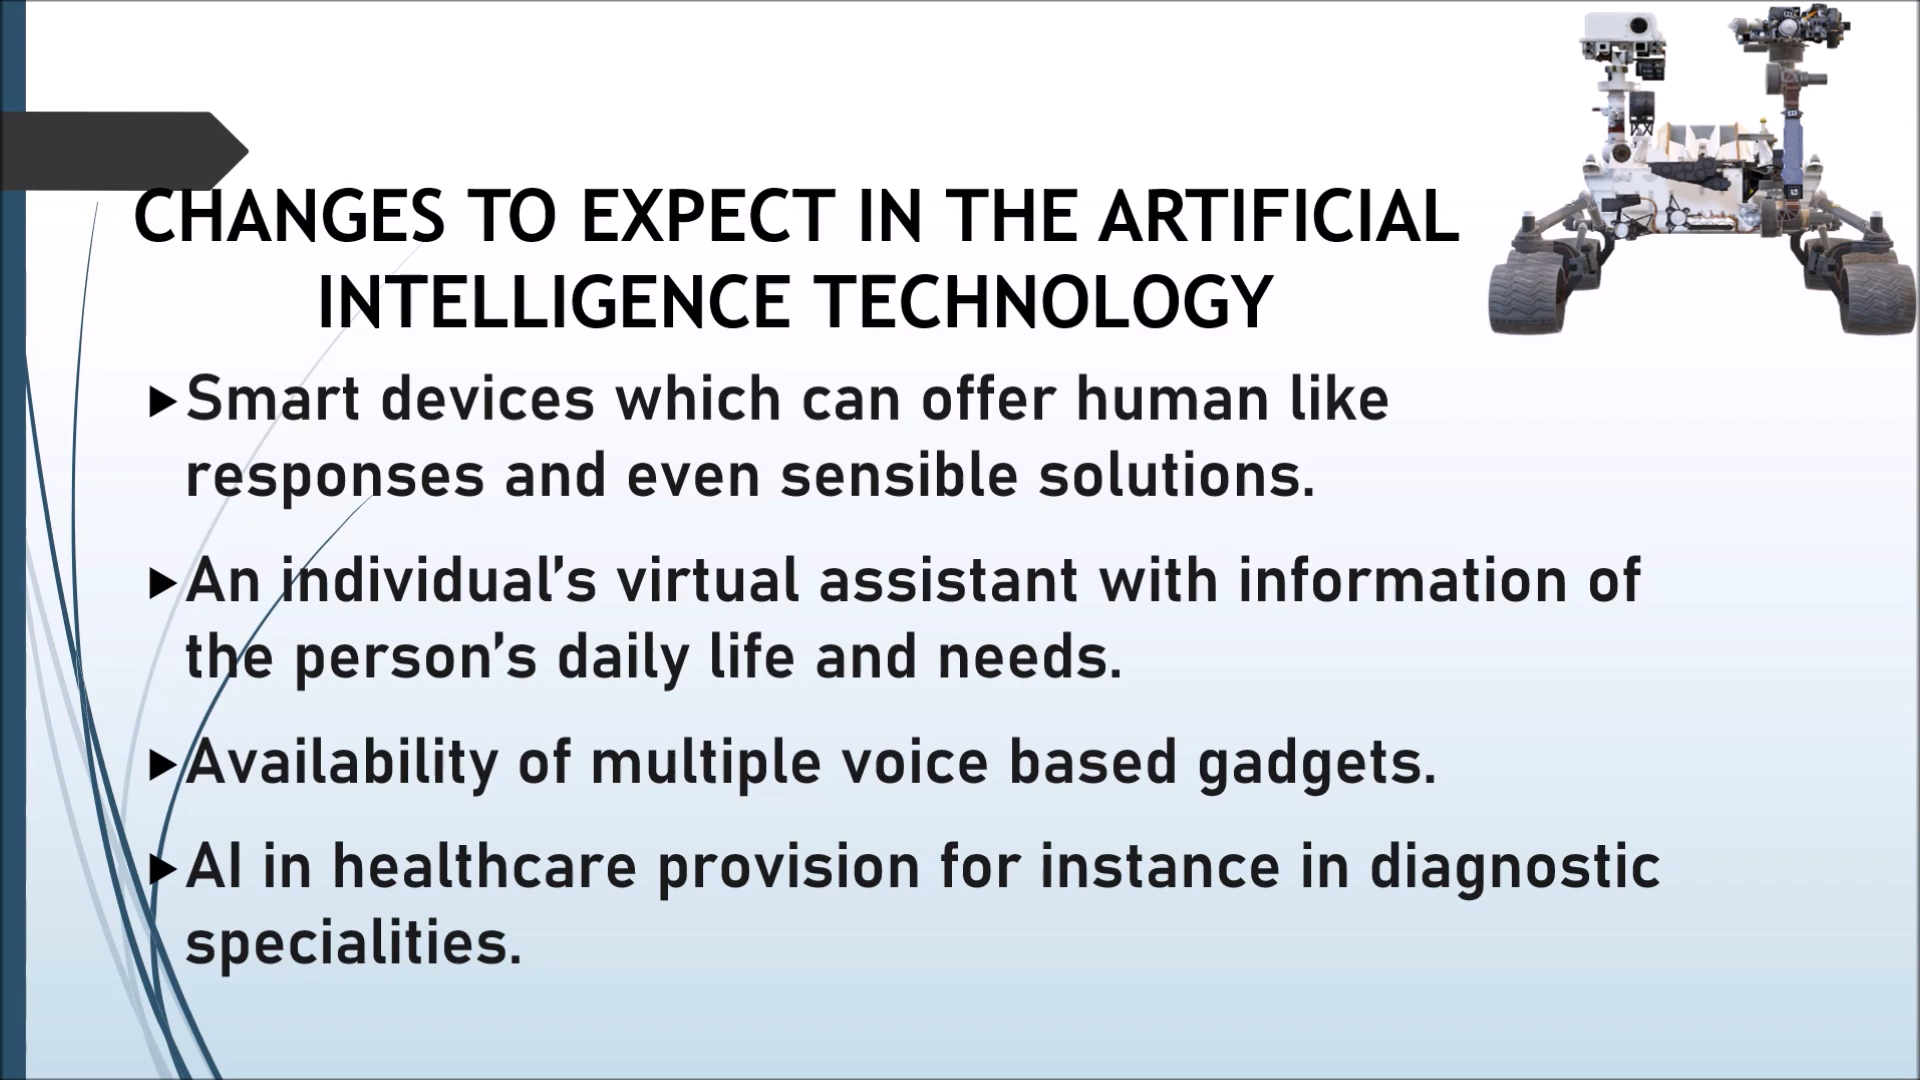 CHANGES TO EXPECT IN THE ARTIFICIAL
INTELLIGENCE TECHNOLOGY
Smart devices which can offer human like
responses and even sensible solutions.
An individual’s virtual assistant with information of
the person’s daily life and needs.
Availability of multiple voice based gadgets.
AI in healthcare provision for instance in diagnostic
specialities.